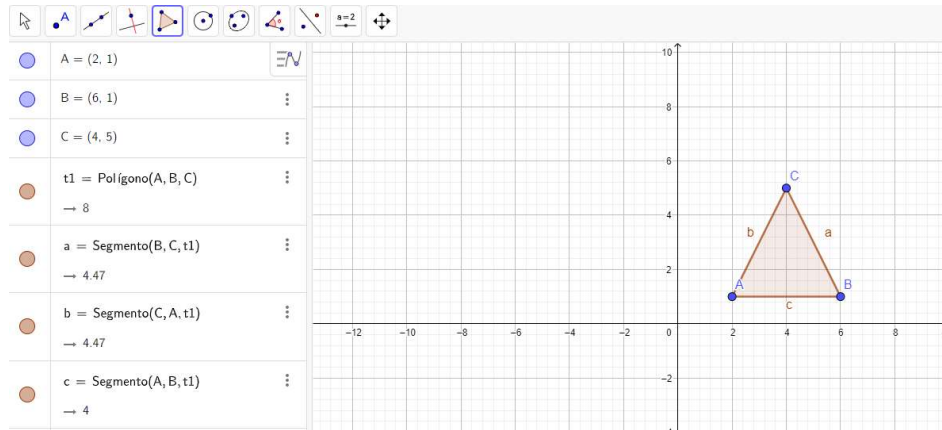 A
a=2
A = (2, 1)
B = (6, 1)
C = (4, 5)
t1 = Polígono(A, B, C)
→ 8
a = Segmento(B, C, t1)
→ 4.47
b = Segmento(C, A, t1)
→ 4.47
c = Segmento(A, B, t1)
→ 4
10
8
6
C
4
b
a
2
A
B
c
−12
−10
−8
−6
−4
−2
0
2
4
6
8
−2